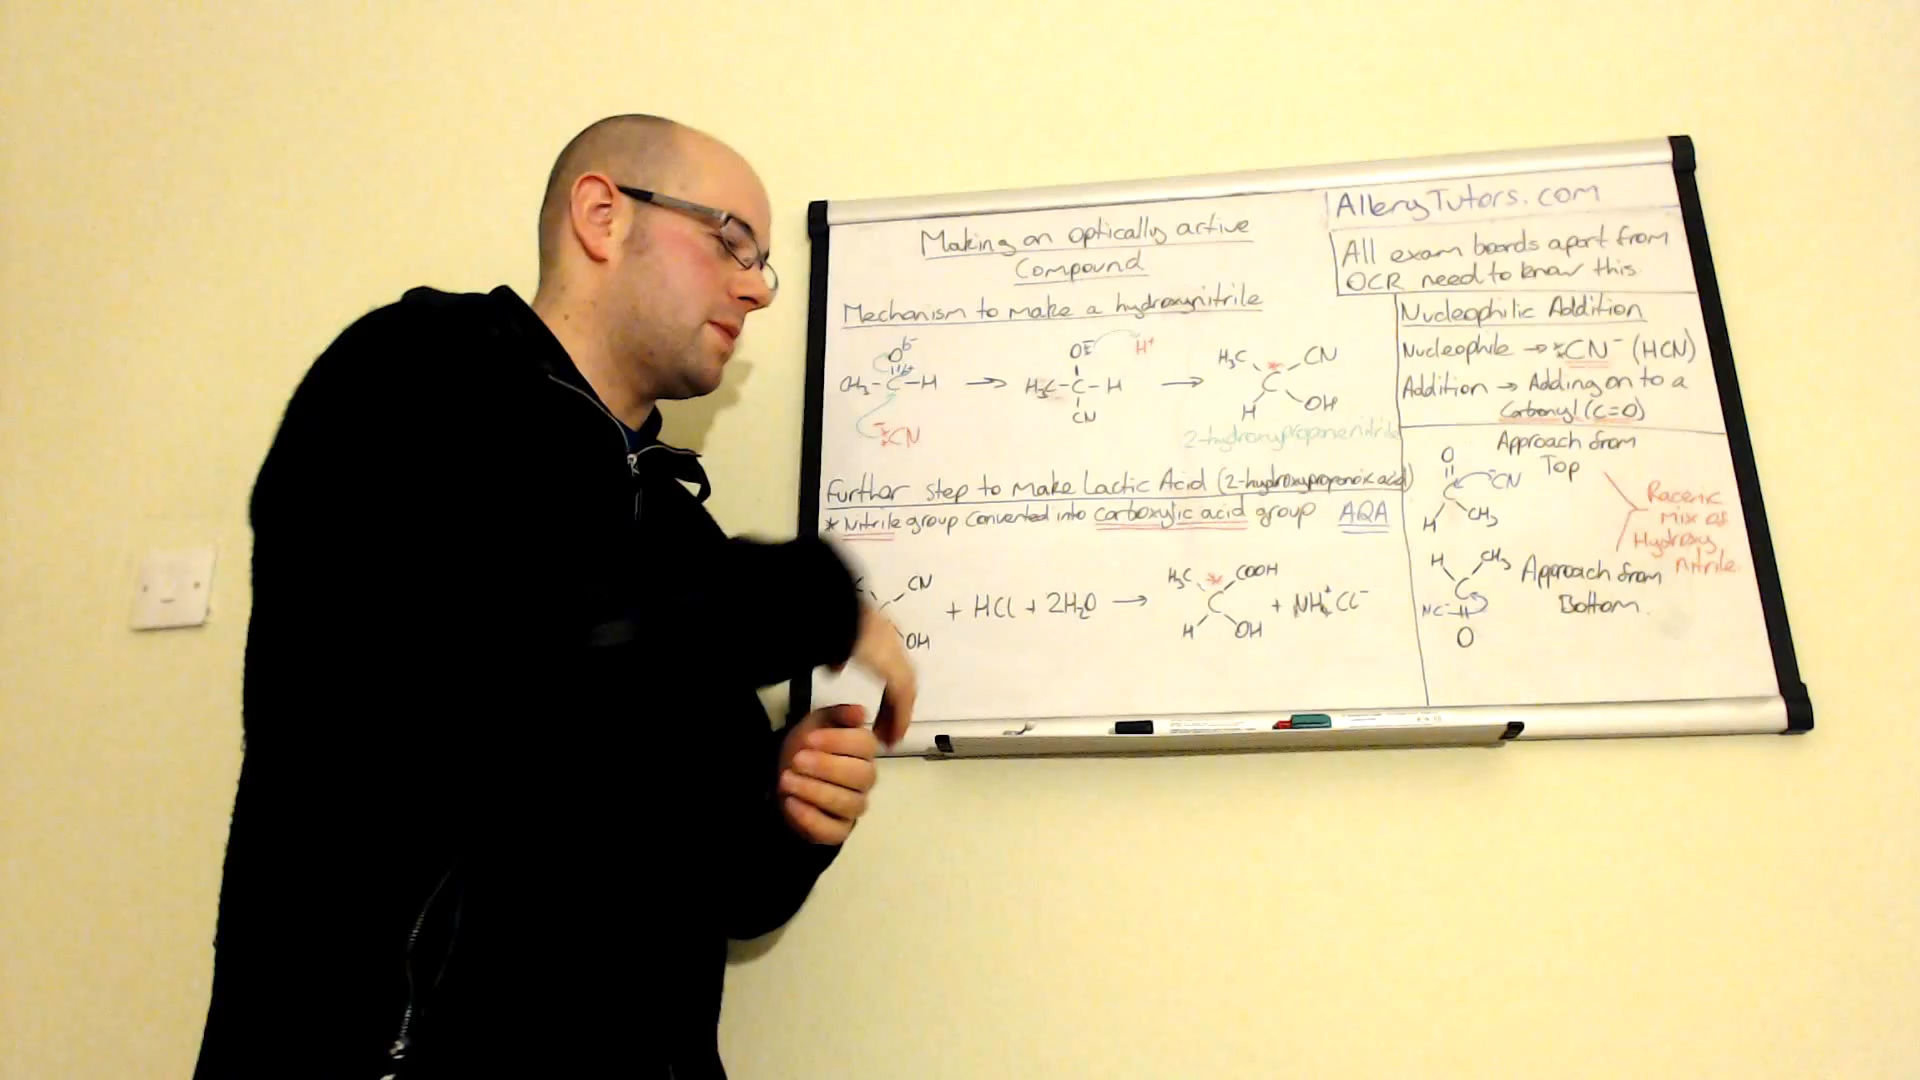 AlleryTutors.com
Making an optically active
Compound
All exam boards apart from
OCR need to know this
Mechanism to make a hydroxynitrile
Oδ-
δ+
CH3-C-H
:CN
→
OΞ H+
H3C-C-H
CN
→
H3C * CN
C
H OH
2-hydroxypropanenitrile
Nucleophilic Addition
Nucleophile → :CN⁻ (HCN)
Addition → Adding on to a
Carbonyl (C=O)
Further step to make Lactic Acid (2-hydroxypropanoic acid)
* Nitrile group converted into carboxylic acid group AQA
CN
OH
+ HCl + 2H2O →
H3C * COOH
C
H OH
+ NH4+Cl⁻
Approach from
Top
O
C
CN
H CH3
Racemic
mix of
Hydroxy
Nitrile
H CH3
C
NC
O
Approach from
Bottom.